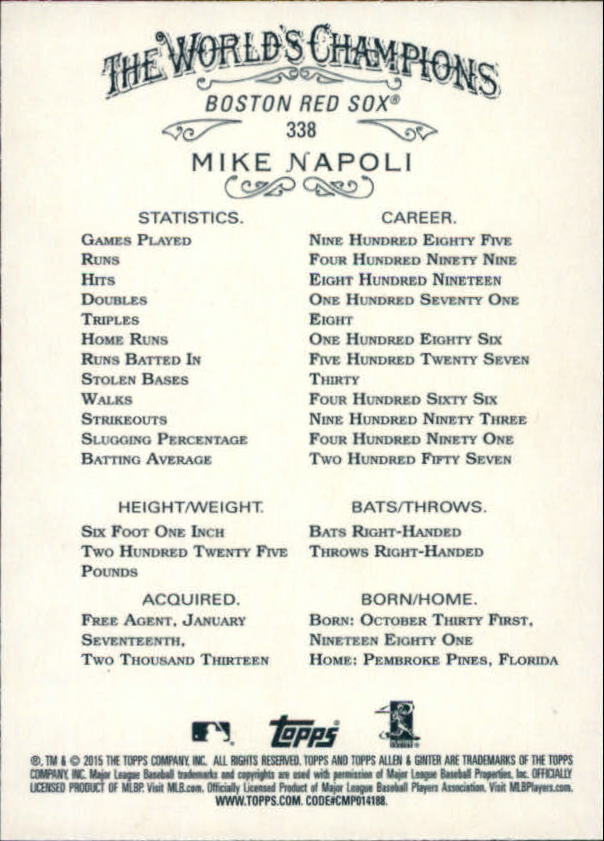 THE WORLD'S CHAMPIONS
BOSTON RED SOX®
338
MIKE NAPOLI
STATISTICS. CAREER.
GAMES PLAYED NINE HUNDRED EIGHTY FIVE
RUNS FOUR HUNDRED NINETY NINE
HITS EIGHT HUNDRED NINETEEN
DOUBLES ONE HUNDRED SEVENTY ONE
TRIPLES EIGHT
HOME RUNS ONE HUNDRED EIGHTY SIX
RUNS BATTED IN FIVE HUNDRED TWENTY SEVEN
STOLEN BASES THIRTY
WALKS FOUR HUNDRED SIXTY SIX
STRIKEOUTS NINE HUNDRED NINETY THREE
SLUGGING PERCENTAGE FOUR HUNDRED NINETY ONE
BATTING AVERAGE TWO HUNDRED FIFTY SEVEN
HEIGHT/WEIGHT. BATS/THROWS.
SIX FOOT ONE INCH BATS RIGHT-HANDED
TWO HUNDRED TWENTY FIVE THROWS RIGHT-HANDED
POUNDS
ACQUIRED. BORN/HOME.
FREE AGENT, JANUARY BORN: OCTOBER THIRTY FIRST,
SEVENTEENTH, NINETEEN EIGHTY ONE
TWO THOUSAND THIRTEEN HOME: PEMBROKE PINES, FLORIDA
topps
®, TM & © 2015 THE TOPPS COMPANY, INC. ALL RIGHTS RESERVED. TOPPS AND TOPPS ALLEN & GINTER ARE TRADEMARKS OF THE TOPPS
COMPANY, INC. Major League Baseball trademarks and copyrights are used with permission of Major League Baseball Properties, Inc. OFFICIALLY
LICENSED PRODUCT OF MLBP. Visit MLB.com. Officially Licensed Product of Major League Baseball Players Association. Visit MLBPlayers.com.
WWW.TOPPS.COM. CODE#CMP014188.